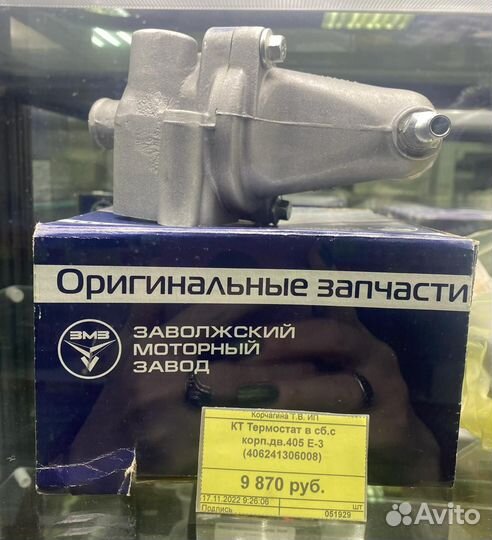 Оригинальные запчасти
ЗМЗ
ЗАВОЛЖСКИЙ
МОТОРНЫЙ
ЗАВОД
Корчагина Т.В. ИП
КТ Термостат в сб.с
корп.дв.405 Е-3
(406241306008)
9 870 руб.
17.11.2022 9:26:06
шт
Подпись
051929
Avito